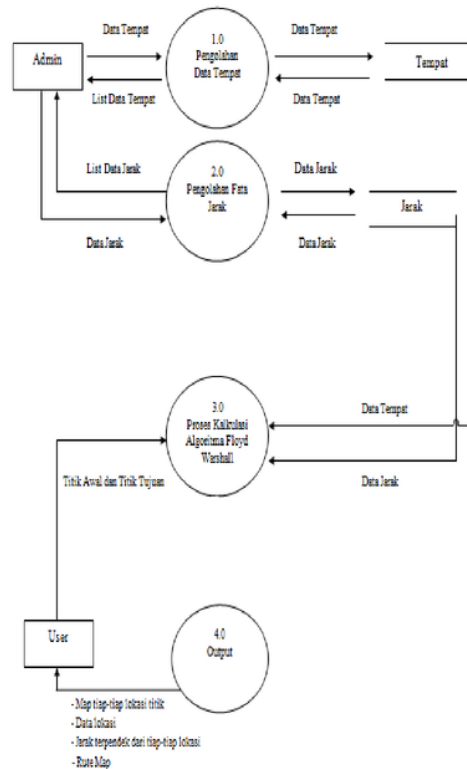 Data Tempat
1.0
Pengolahan
Data Tempat
Data Tempat
Admin
Tempat
List Data Tempat
Data Tempat
List Data Jarak
2.0
Pengolahan Fata
Jarak
Data Jarak
Jarak
Data Jarak
Data Jarak
3.0
Proses Kalkulasi
Algoritma Floyd
Warshall
Data Tempat
Titik Awal dan Titik Tujuan
Data Jarak
User
4.0
Output
- Map tiap-tiap lokasi titik
- Data lokasi
- Jarak terpendek dari tiap-tiap lokasi
- Rute Map